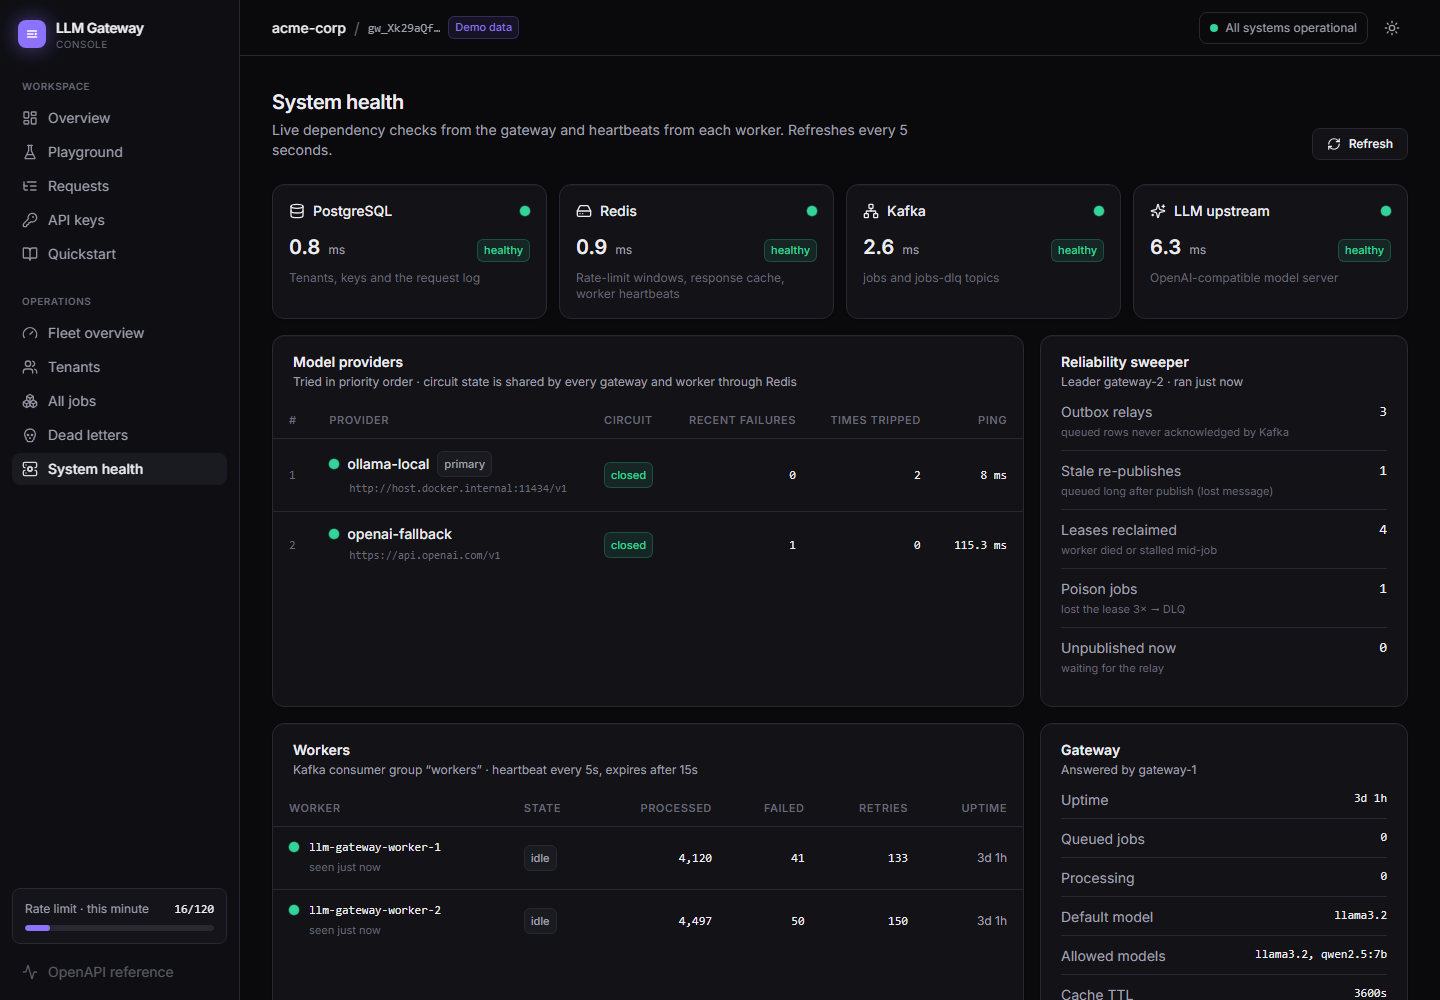 LLM Gateway
CONSOLE
WORKSPACE
Overview
Playground
Requests
API keys
Quickstart
OPERATIONS
Fleet overview
Tenants
All jobs
Dead letters
System health
Rate limit · this minute 16/120
OpenAPI reference
acme-corp / gw_Xk29aQf… Demo data
All systems operational
System health
Live dependency checks from the gateway and heartbeats from each worker. Refreshes every 5
seconds.
Refresh
PostgreSQL
0.8 ms healthy
Tenants, keys and the request log
Redis
0.9 ms healthy
Rate-limit windows, response cache,
worker heartbeats
Kafka
2.6 ms healthy
jobs and jobs-dlq topics
LLM upstream
6.3 ms healthy
OpenAI-compatible model server
Model providers
Tried in priority order · circuit state is shared by every gateway and worker through Redis
# PROVIDER CIRCUIT RECENT FAILURES TIMES TRIPPED PING
1 ollama-local primary closed 0 2 8 ms
http://host.docker.internal:11434/v1
2 openai-fallback closed 1 0 115.3 ms
https://api.openai.com/v1
Reliability sweeper
Leader gateway-2 · ran just now
Outbox relays 3
queued rows never acknowledged by Kafka
Stale re-publishes 1
queued long after publish (lost message)
Leases reclaimed 4
worker died or stalled mid-job
Poison jobs 1
lost the lease 3× → DLQ
Unpublished now 0
waiting for the relay
Workers
Kafka consumer group “workers” · heartbeat every 5s, expires after 15s
WORKER STATE PROCESSED FAILED RETRIES UPTIME
llm-gateway-worker-1 idle 4,120 41 133 3d 1h
seen just now
llm-gateway-worker-2 idle 4,497 50 150 3d 1h
seen just now
Gateway
Answered by gateway-1
Uptime 3d 1h
Queued jobs 0
Processing 0
Default model llama3.2
Allowed models llama3.2, qwen2.5:7b
Cache TTL 3600s